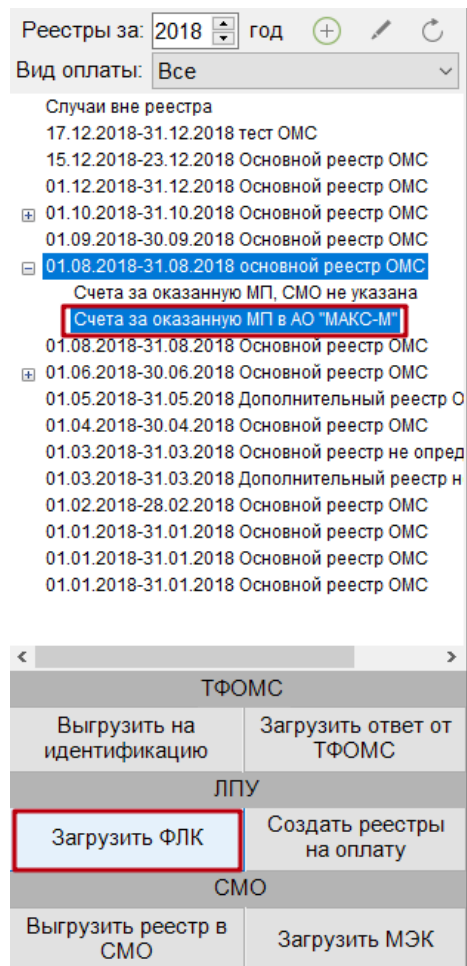 Реестры за: 2018 год
Вид оплаты: Все
Случаи вне реестра
17.12.2018-31.12.2018 тест ОМС
15.12.2018-23.12.2018 Основной реестр ОМС
01.12.2018-31.12.2018 Основной реестр ОМС
01.10.2018-31.10.2018 Основной реестр ОМС
01.09.2018-30.09.2018 Основной реестр ОМС
01.08.2018-31.08.2018 основной реестр ОМС
Счета за оказанную МП, СМО не указана
Счета за оказанную МП в АО "МАКС-М"
01.08.2018-31.08.2018 Основной реестр ОМС
01.06.2018-30.06.2018 Основной реестр ОМС
01.05.2018-31.05.2018 Дополнительный реестр О
01.04.2018-30.04.2018 Основной реестр ОМС
01.03.2018-31.03.2018 Основной реестр не опред
01.03.2018-31.03.2018 Дополнительный реестр н
01.02.2018-28.02.2018 Основной реестр ОМС
01.01.2018-31.01.2018 Основной реестр ОМС
01.01.2018-31.01.2018 Основной реестр ОМС
01.01.2018-31.01.2018 Основной реестр ОМС
ТФОМС
Выгрузить на
идентификацию
Загрузить ответ от
ТФОМС
ЛПУ
Загрузить ФЛК
Создать реестры
на оплату
СМО
Выгрузить реестр в
СМО
Загрузить МЭК